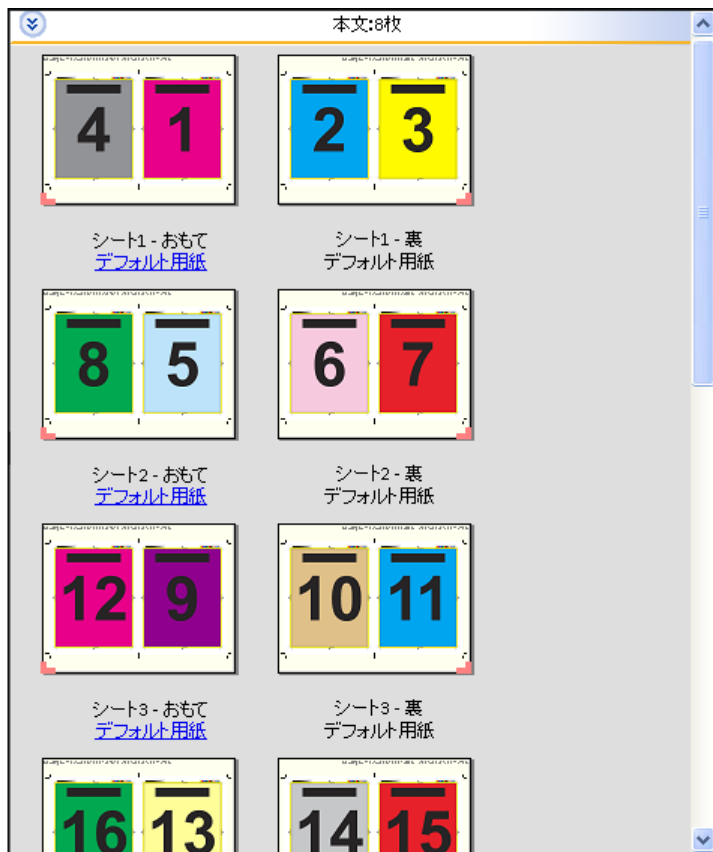 本文:8枚
4 1
2 3
シート1 - おもて
デフォルト用紙
シート1 - 裏
デフォルト用紙
8 5
6 7
シート2 - おもて
デフォルト用紙
シート2 - 裏
デフォルト用紙
12 9
10 11
シート3 - おもて
デフォルト用紙
シート3 - 裏
デフォルト用紙
16 13
14 15